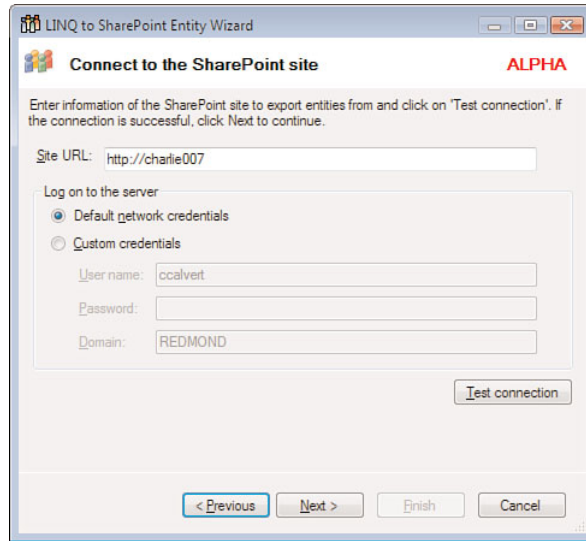 LINQ to SharePoint Entity Wizard
Connect to the SharePoint site
ALPHA
Enter information of the SharePoint site to export entities from and click on 'Test connection'. If
the connection is successful, click Next to continue.
Site URL: http://charlie007
Log on to the server
Default network credentials
Custom credentials
User name: ccalvert
Password:
Domain: REDMOND
Test connection
< Previous Next > Finish Cancel